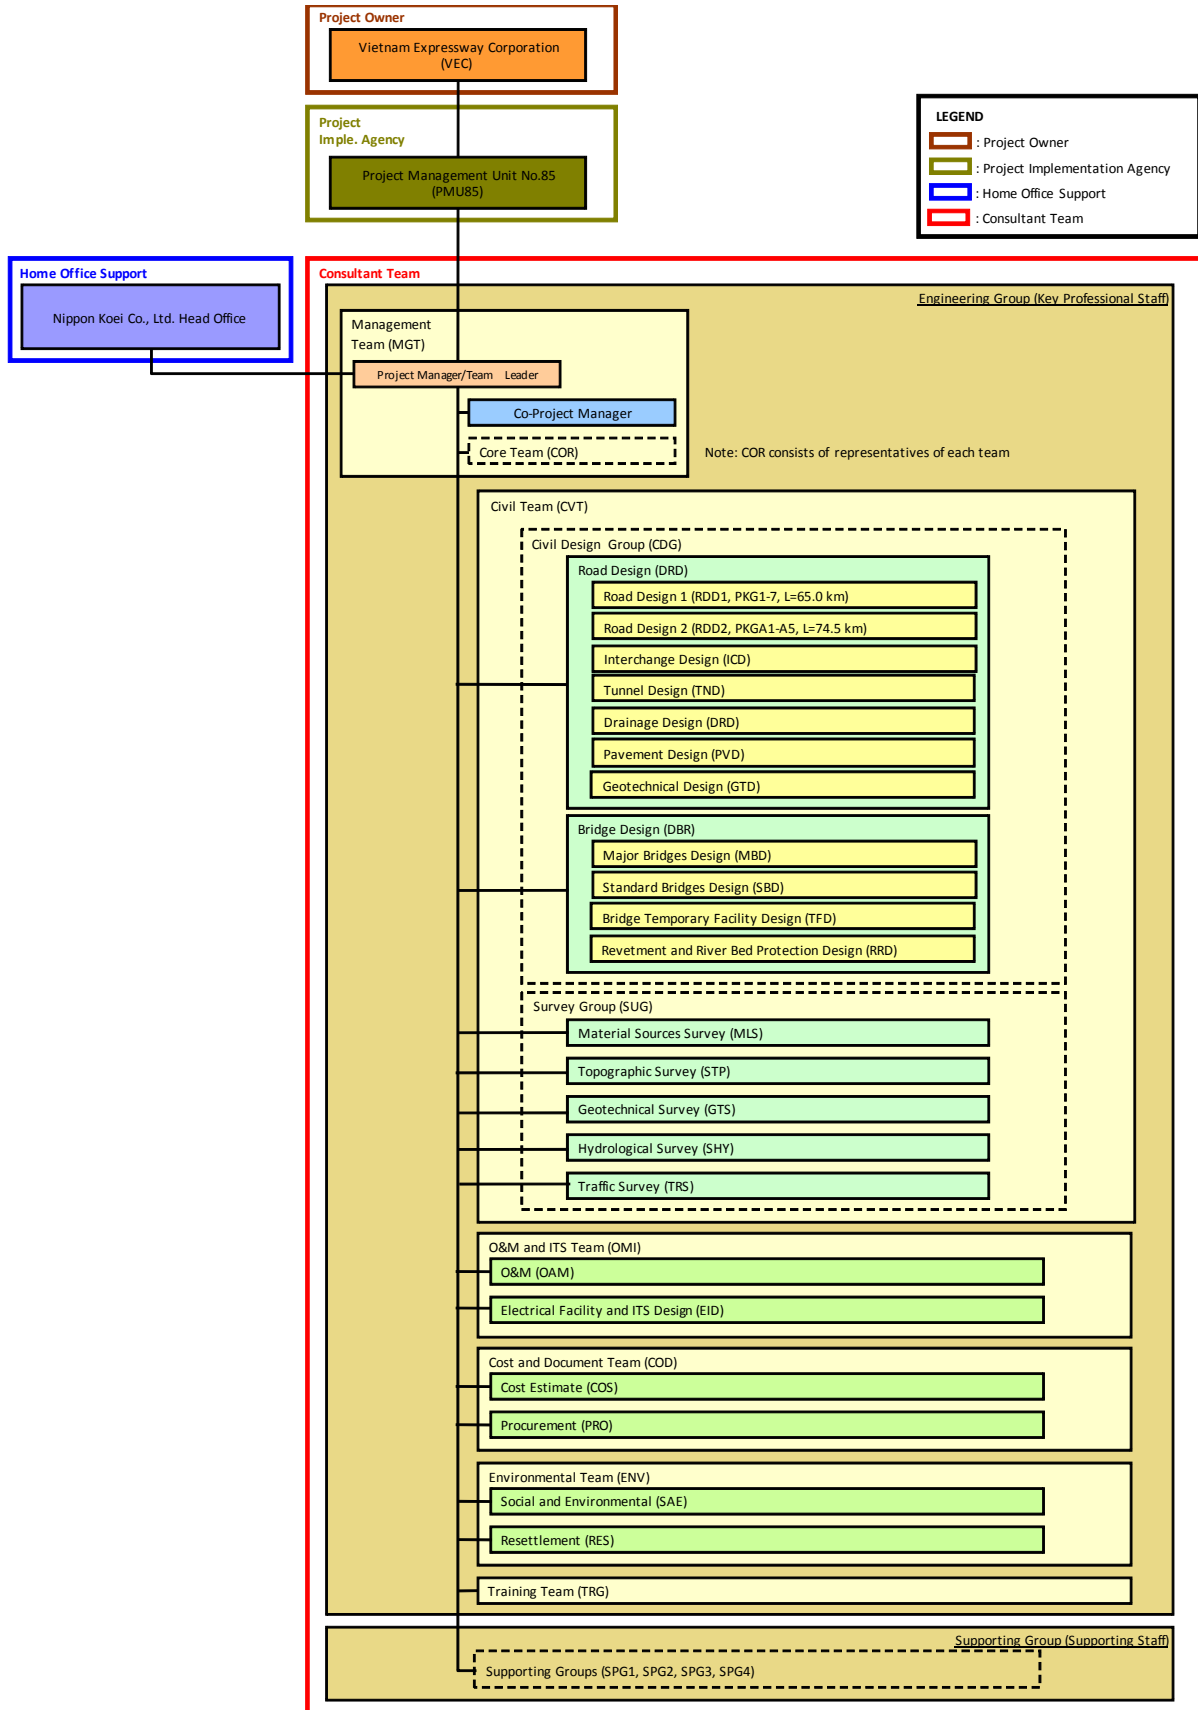 Project Owner
Vietnam Expressway Corporation
(VEC)
Project
Imple. Agency
Project Management Unit No.85
(PMU85)
LEGEND
: Project Owner
: Project Implementation Agency
: Home Office Support
: Consultant Team
Home Office Support
Nippon Koei Co., Ltd. Head Office
Consultant Team
Engineering Group (Key Professional Staff)
Management
Team (MGT)
Project Manager/Team Leader
Co-Project Manager
Core Team (COR)
Note: COR consists of representatives of each team
Civil Team (CVT)
Civil Design Group (CDG)
Road Design (DRD)
Road Design 1 (RDD1, PKG1-7, L=65.0 km)
Road Design 2 (RDD2, PKGA1-A5, L=74.5 km)
Interchange Design (ICD)
Tunnel Design (TND)
Drainage Design (DRD)
Pavement Design (PVD)
Geotechnical Design (GTD)
Bridge Design (DBR)
Major Bridges Design (MBD)
Standard Bridges Design (SBD)
Bridge Temporary Facility Design (TFD)
Revetment and River Bed Protection Design (RRD)
Survey Group (SUG)
Material Sources Survey (MLS)
Topographic Survey (STP)
Geotechnical Survey (GTS)
Hydrological Survey (SHY)
Traffic Survey (TRS)
O&M and ITS Team (OMI)
O&M (OAM)
Electrical Facility and ITS Design (EID)
Cost and Document Team (COD)
Cost Estimate (COS)
Procurement (PRO)
Environmental Team (ENV)
Social and Environmental (SAE)
Resettlement (RES)
Training Team (TRG)
Supporting Group (Supporting Staff)
Supporting Groups (SPG1, SPG2, SPG3, SPG4)